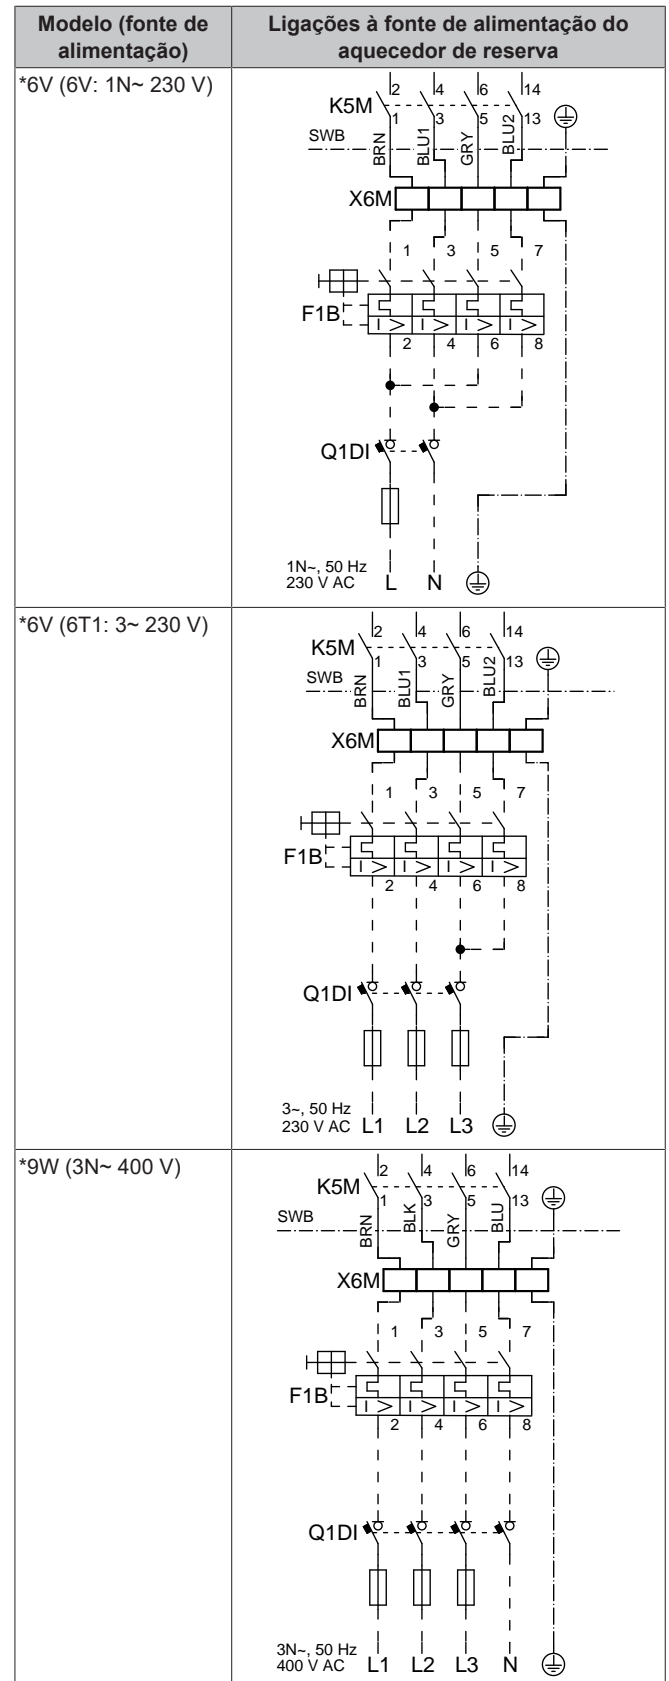 Modelo (fonte de alimentação)
Ligações à fonte de alimentação do aquecedor de reserva
*6V (6V: 1N~ 230 V)
2 4 6 14
K5M
1 3 5 13
SWB
BRN BLU1 GRY BLU2
X6M
1 3 5 7
F1B
I > I > I > I >
2 4 6 8
Q1DI
1N~, 50 Hz
230 V AC
L N
*6V (6T1: 3~ 230 V)
2 4 6 14
K5M
1 3 5 13
SWB
BRN BLU1 GRY BLU2
X6M
1 3 5 7
F1B
I > I > I > I >
2 4 6 8
Q1DI
3~, 50 Hz
230 V AC
L1 L2 L3
*9W (3N~ 400 V)
2 4 6 14
K5M
1 3 5 13
SWB
BRN BLK GRY BLU
X6M
1 3 5 7
F1B
I > I > I > I >
2 4 6 8
Q1DI
3N~, 50 Hz
400 V AC
L1 L2 L3 N